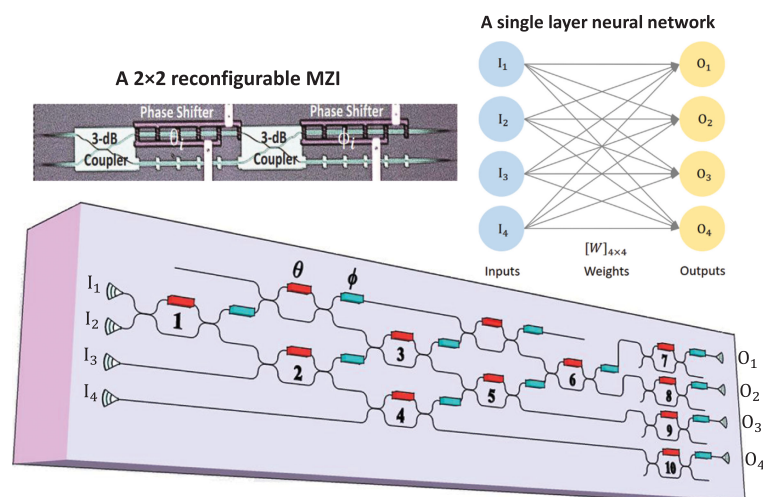 A single layer neural network
A 2×2 reconfigurable MZI
Phase Shifter
Phase Shifter
3-dB
Coupler
θi
3-dB
Coupler
ϕi
I1
I2
I3
I4
O1
O2
O3
O4
[W]4×4
Inputs
Weights
Outputs
θ
ϕ
I1
I2
I3
I4
1
2
3
4
5
6
7
8
9
10
O1
O2
O3
O4